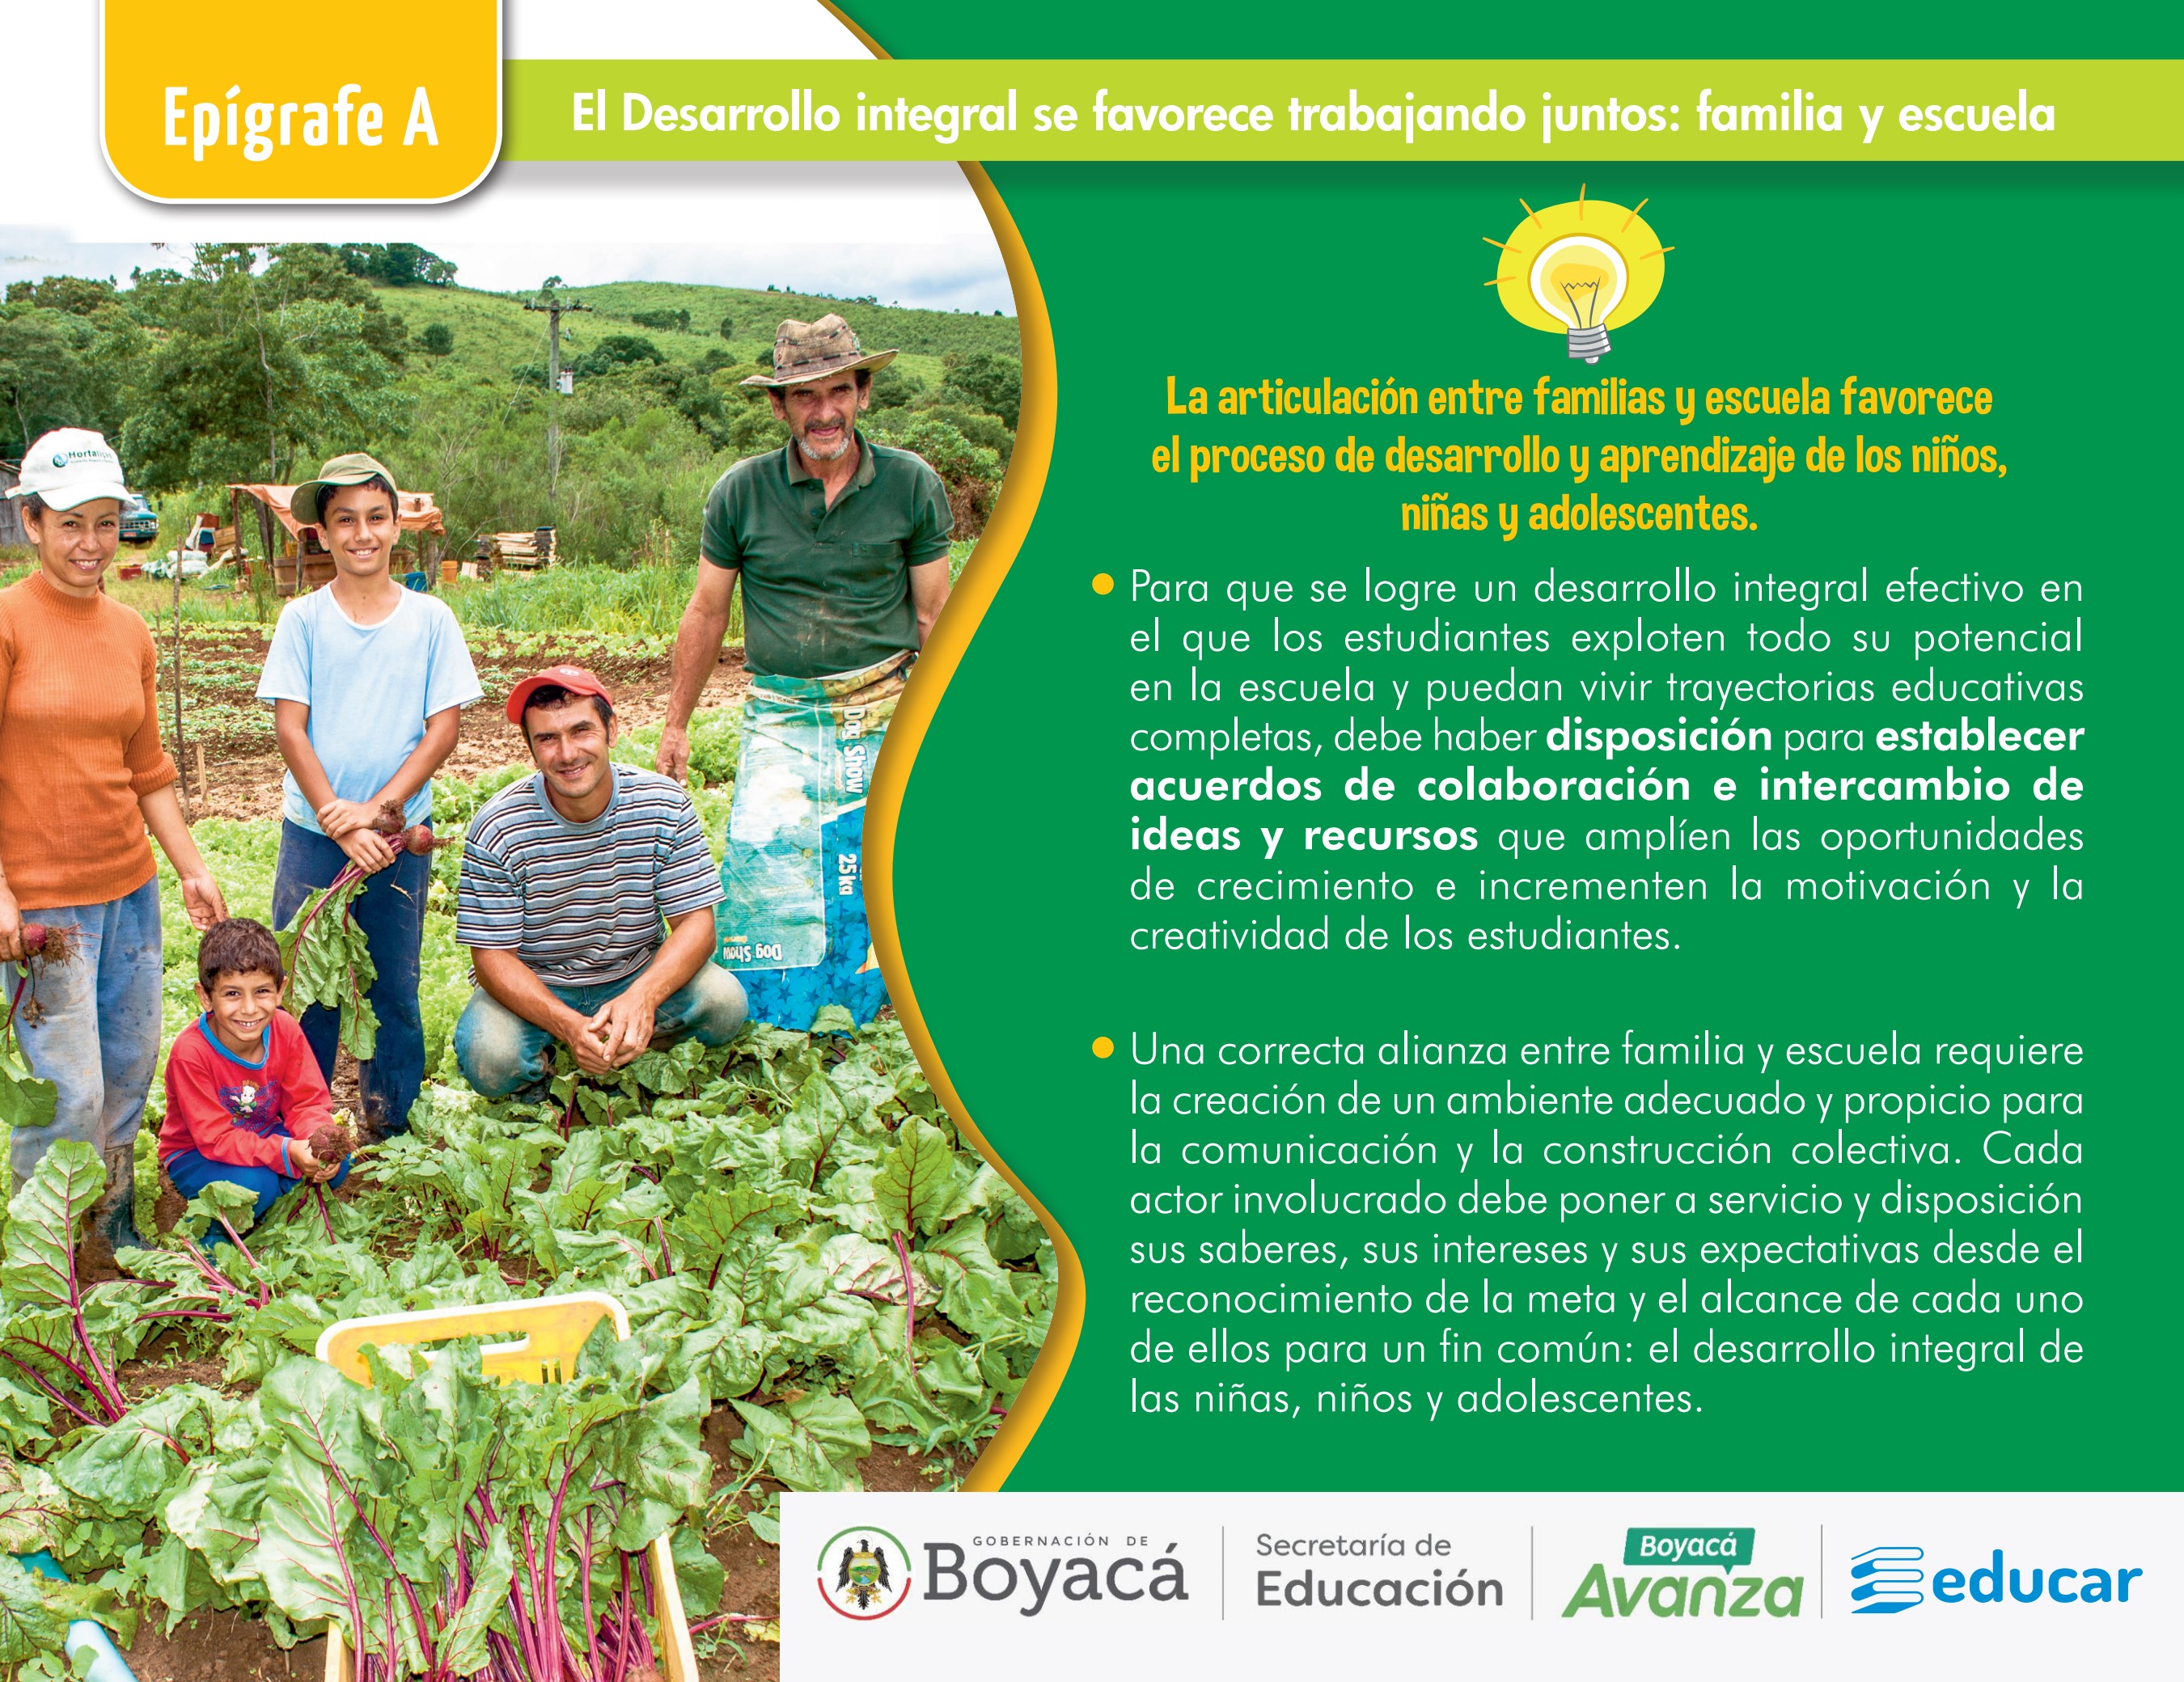 Epígrafe A
El Desarrollo integral se favorece trabajando juntos: familia y escuela
La articulación entre familias y escuela favorece
el proceso de desarrollo y aprendizaje de los niños,
niñas y adolescentes.
Para que se logre un desarrollo integral efectivo en
el que los estudiantes exploten todo su potencial
en la escuela y puedan vivir trayectorias educativas
completas, debe haber disposición para establecer
acuerdos de colaboración e intercambio de
ideas y recursos que amplíen las oportunidades
de crecimiento e incrementen la motivación y la
creatividad de los estudiantes.
Una correcta alianza entre familia y escuela requiere
la creación de un ambiente adecuado y propicio para
la comunicación y la construcción colectiva. Cada
actor involucrado debe poner a servicio y disposición
sus saberes, sus intereses y sus expectativas desde el
reconocimiento de la meta y el alcance de cada uno
de ellos para un fin común: el desarrollo integral de
las niñas, niños y adolescentes.
Dog Show
25 kg
Dog Show
GOBERNACIÓN DE
Boyacá
Secretaría de
Educación
Boyacá
Avanza
educar